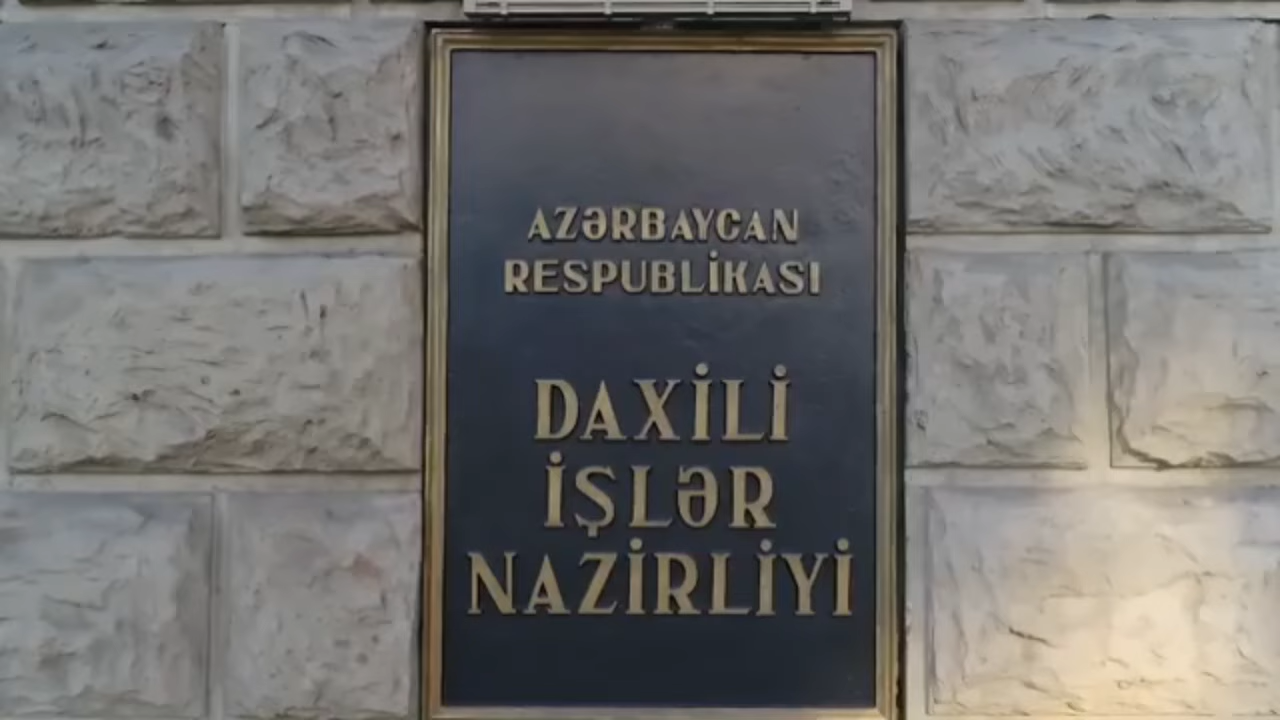 AZƏRBAYCAN
RESPUBLİKASI
DAXİLİ
İŞLƏR
NAZİRLİYİ